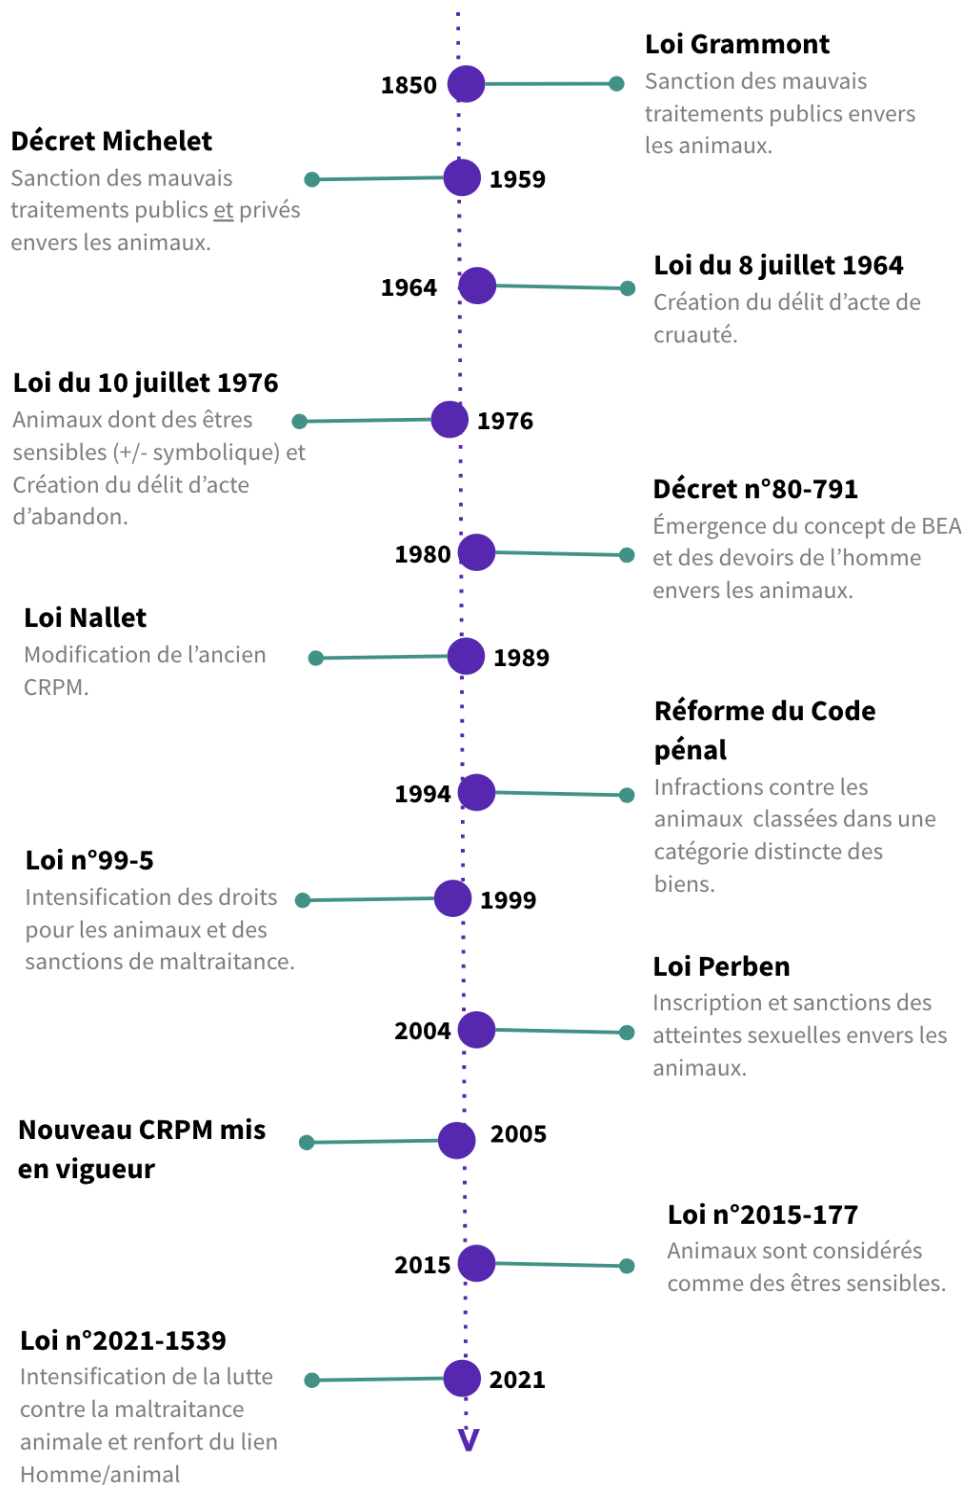 Loi Grammont
1850
Sanction des mauvais
traitements publics envers
les animaux.
Décret Michelet
1959
Sanction des mauvais
traitements publics et privés
envers les animaux.
Loi du 8 juillet 1964
1964
Création du délit d’acte de
cruauté.
Loi du 10 juillet 1976
1976
Animaux dont des êtres
sensibles (+/- symbolique) et
Création du délit d’acte
d’abandon.
Décret n°80-791
1980
Émergence du concept de BEA
et des devoirs de l’homme
envers les animaux.
Loi Nallet
1989
Modification de l’ancien
CRPM.
Réforme du Code
pénal
1994
Infractions contre les
animaux  classées dans une
catégorie distincte des
biens.
Loi n°99-5
1999
Intensification des droits
pour les animaux et des
sanctions de maltraitance.
Loi Perben
2004
Inscription et sanctions des
atteintes sexuelles envers les
animaux.
Nouveau CRPM mis
en vigueur
2005
Loi n°2015-177
2015
Animaux sont considérés
comme des êtres sensibles.
Loi n°2021-1539
2021
Intensification de la lutte
contre la maltraitance
animale et renfort du lien
Homme/animal